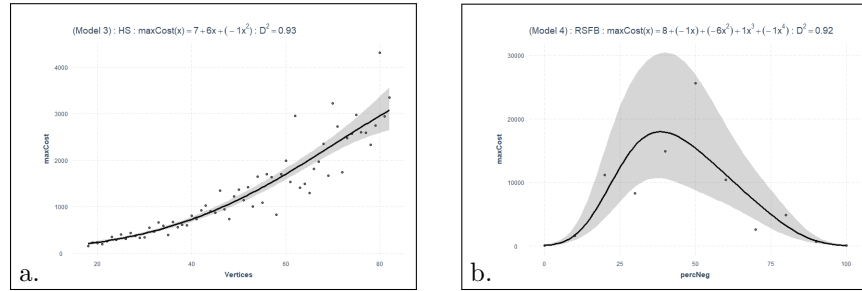 (Model 3) : HS : maxCost(x) = 7 + 6x + (−1x²) : D² = 0.93
4000
3000
2000
1000
0
maxCost
20 40 60 80
Vertices
a.
(Model 4) : RSFB : maxCost(x) = 8 + (−1x) + (−6x²) + 1x³ + (−1x⁴) : D² = 0.92
30000
20000
10000
0
maxCost
0 25 50 75 100
percNeg
b.